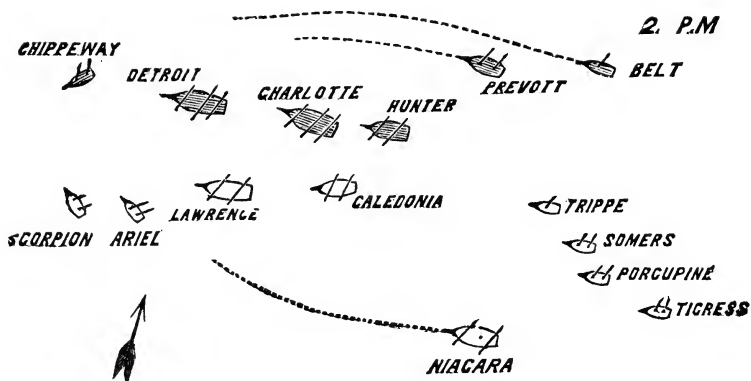 2. P.M
CHIPPEWAY
DETROIT
CHARLOTTE
HUNTER
PREVOTT
BELT
LAWRENCE
CALEDONIA
TRIPPE
SCORPION ARIEL
SOMERS
PORCUPINE
TIGRESS
NIAGARA